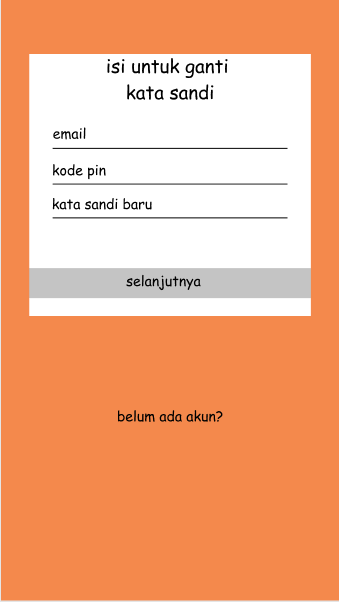 isi untuk ganti
kata sandi
email
kode pin
kata sandi baru
selanjutnya
belum ada akun?